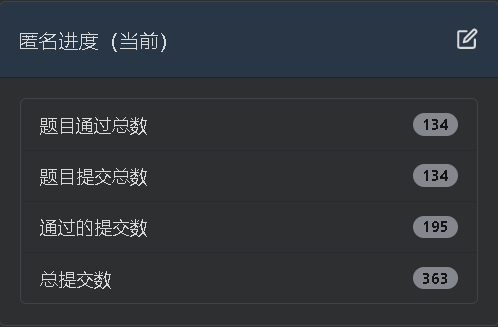 匿名进度（当前）
题目通过总数 134
题目提交总数 134
通过的提交数 195
总提交数 363